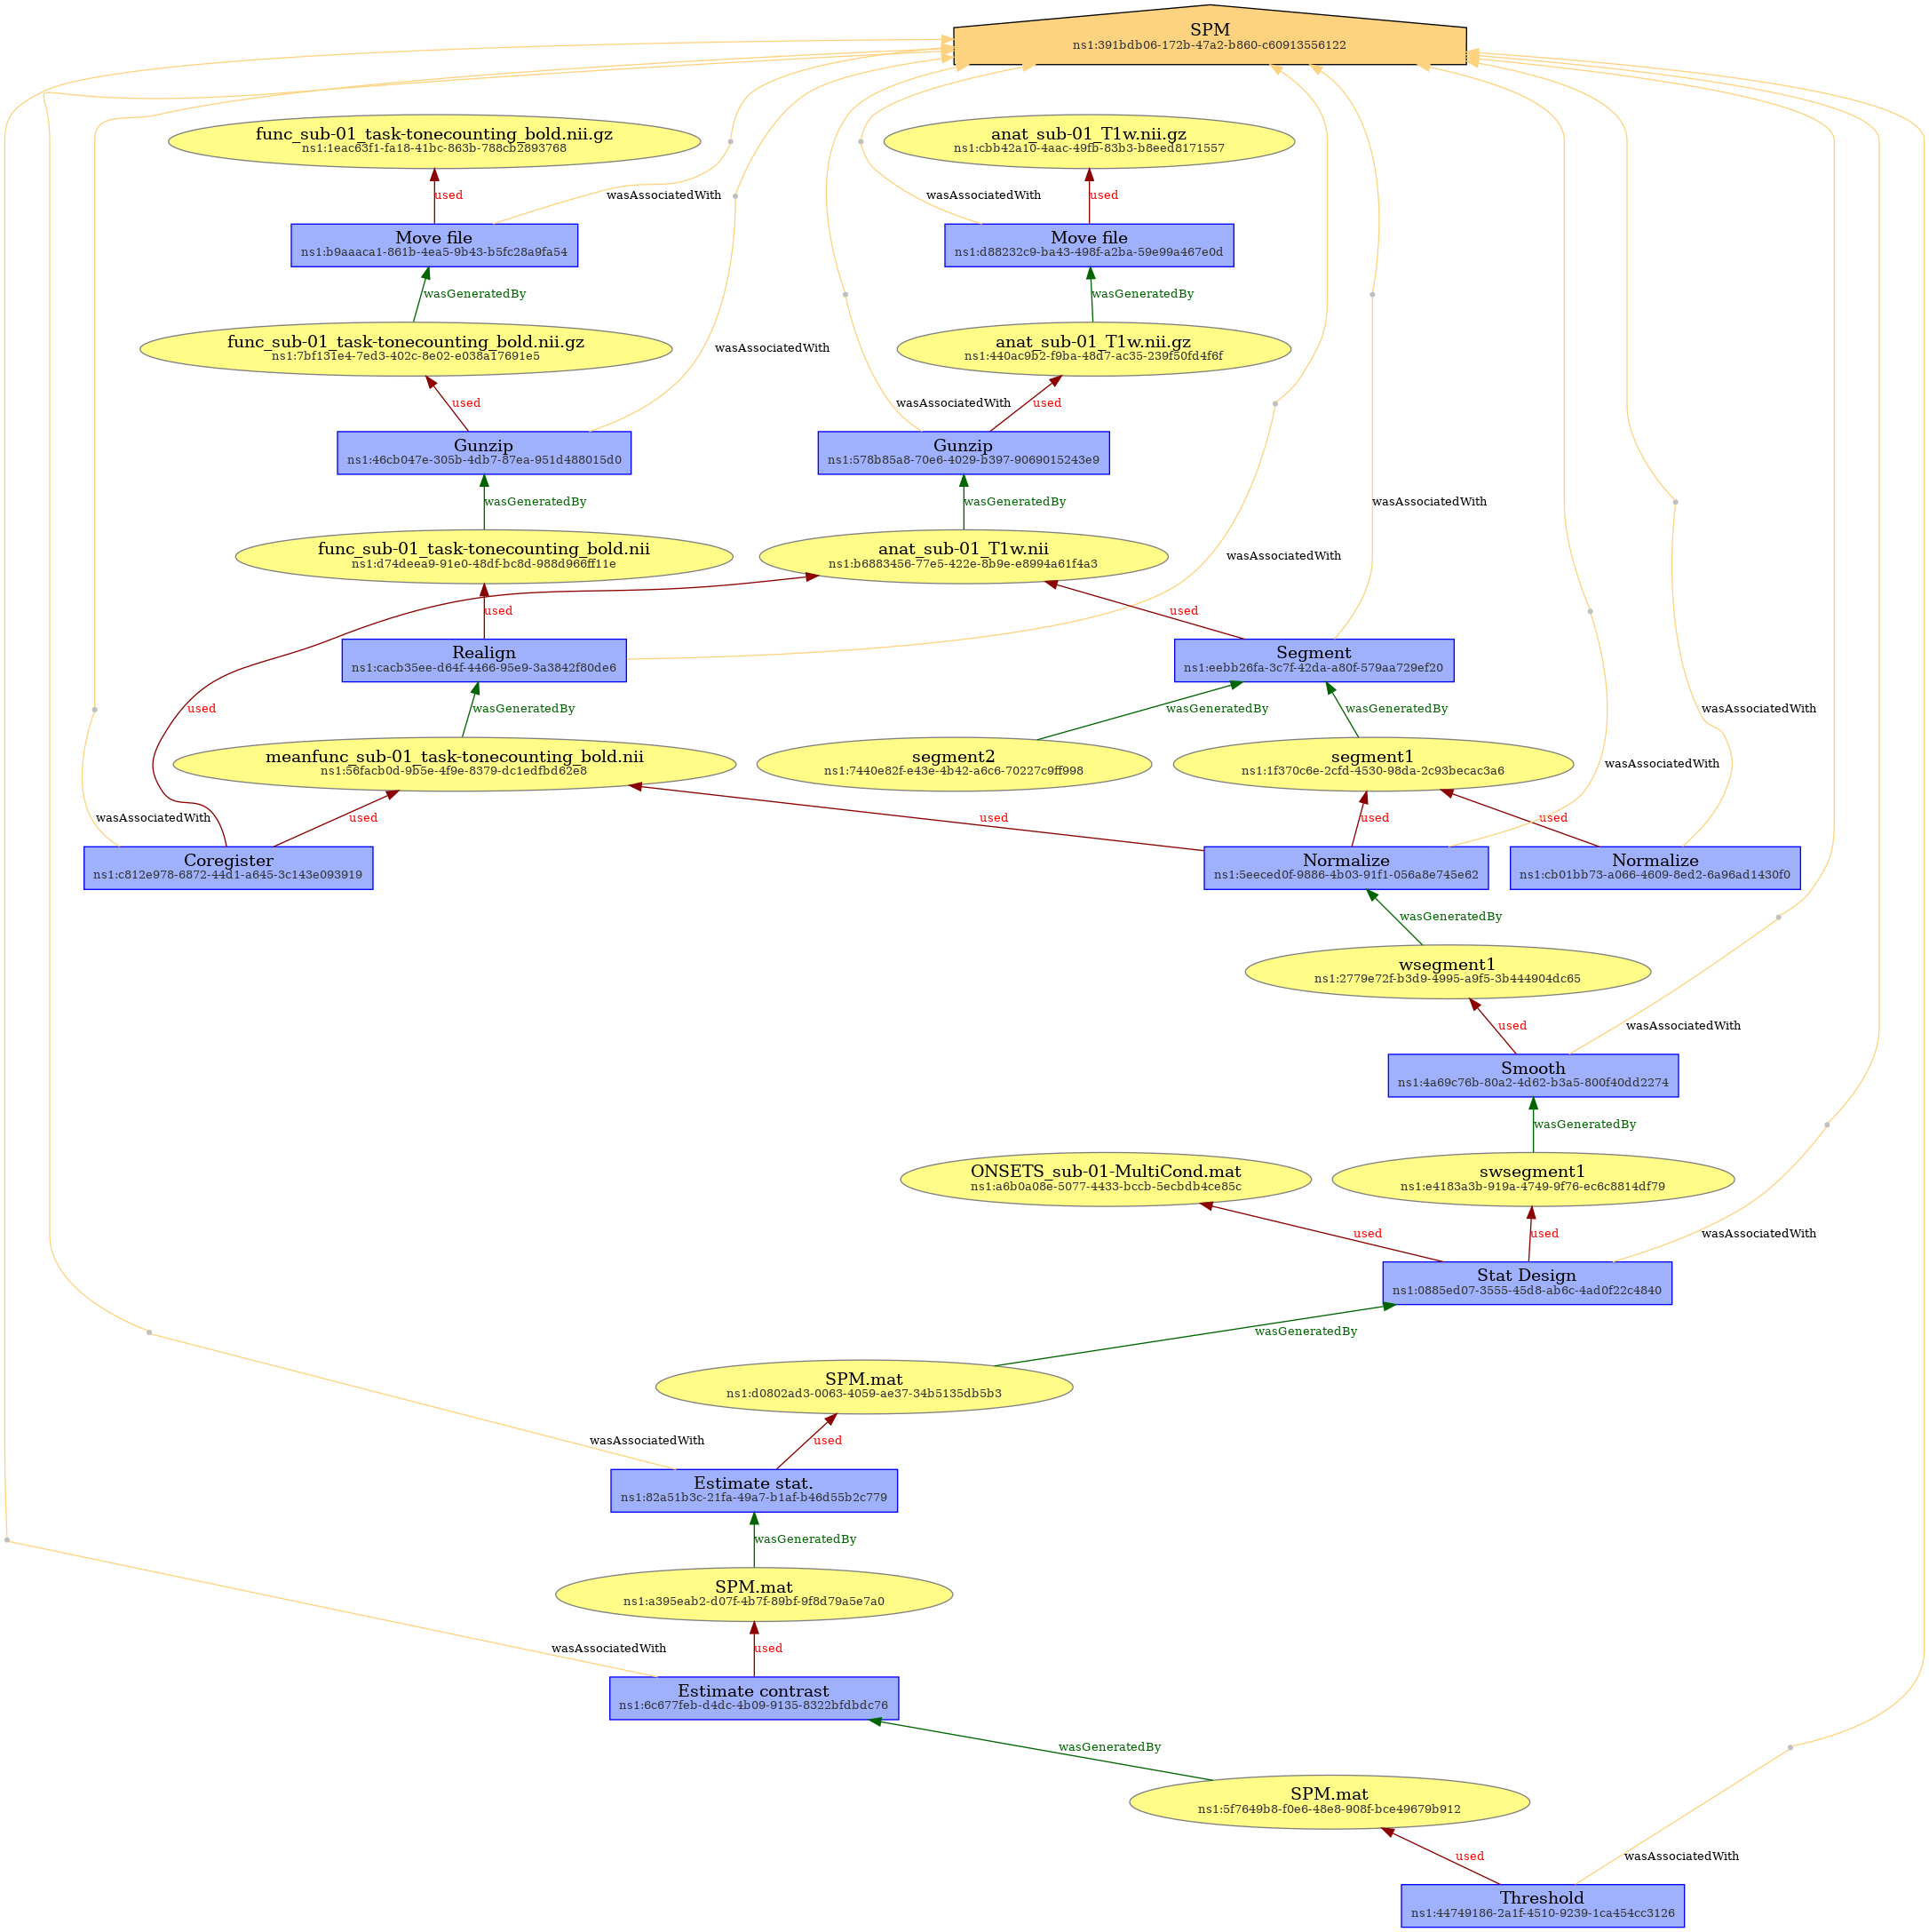 SPM
ns1:391bdb06-172b-47a2-b860-c60913556122
func_sub-01_task-tonecounting_bold.nii.gz
ns1:1eac63f1-fa18-41bc-863b-788cb2893768
anat_sub-01_T1w.nii.gz
ns1:cbb42a10-4aac-49fb-83b3-b8eed8171557
used
wasAssociatedWith
wasAssociatedWith
used
Move file
ns1:b9aaaca1-861b-4ea5-9b43-b5fc28a9fa54
Move file
ns1:d88232c9-ba43-498f-a2ba-59e99a467e0d
wasGeneratedBy
wasGeneratedBy
func_sub-01_task-tonecounting_bold.nii.gz
ns1:7bf131e4-7ed3-402c-8e02-e038a17691e5
wasAssociatedWith
anat_sub-01_T1w.nii.gz
ns1:440ac9b2-f9ba-48d7-ac35-239f50fd4f6f
used
wasAssociatedWith
used
Gunzip
ns1:46cb047e-305b-4db7-87ea-951d488015d0
Gunzip
ns1:578b85a8-70e6-4029-b397-9069015243e9
wasGeneratedBy
wasGeneratedBy
wasAssociatedWith
func_sub-01_task-tonecounting_bold.nii
ns1:d74deea9-91e0-48df-bc8d-988d966ff11e
anat_sub-01_T1w.nii
ns1:b6883456-77e5-422e-8b9e-e8994a61f4a3
wasAssociatedWith
used
used
Realign
ns1:cacb35ee-d64f-4466-95e9-3a3842f80de6
Segment
ns1:eebb26fa-3c7f-42da-a80f-579aa729ef20
used
wasGeneratedBy
wasGeneratedBy
wasGeneratedBy
wasAssociatedWith
meanfunc_sub-01_task-tonecounting_bold.nii
ns1:56facb0d-9b5e-4f9e-8379-dc1edfbd62e8
segment2
ns1:7440e82f-e43e-4b42-a6c6-70227c9ff998
segment1
ns1:1f370c6e-2cfd-4530-98da-2c93becac3a6
wasAssociatedWith
wasAssociatedWith
used
used
used
used
Coregister
ns1:c812e978-6872-44d1-a645-3c143e093919
Normalize
ns1:5eeced0f-9886-4b03-91f1-056a8e745e62
Normalize
ns1:cb01bb73-a066-4609-8ed2-6a96ad1430f0
wasGeneratedBy
wsegment1
ns1:2779e72f-b3d9-4995-a9f5-3b444904dc65
used
wasAssociatedWith
Smooth
ns1:4a69c76b-80a2-4d62-b3a5-800f40dd2274
wasGeneratedBy
ONSETS_sub-01-MultiCond.mat
ns1:a6b0a08e-5077-4433-bccb-5ecbdb4ce85c
swsegment1
ns1:e4183a3b-919a-4749-9f76-ec6c8814df79
used
used
wasAssociatedWith
Stat Design
ns1:0885ed07-3555-45d8-ab6c-4ad0f22c4840
wasGeneratedBy
SPM.mat
ns1:d0802ad3-0063-4059-ae37-34b5135db5b3
wasAssociatedWith
used
Estimate stat.
ns1:82a51b3c-21fa-49a7-b1af-b46d55b2c779
wasGeneratedBy
SPM.mat
ns1:a395eab2-d07f-4b7f-89bf-9f8d79a5e7a0
wasAssociatedWith
used
Estimate contrast
ns1:6c677feb-d4dc-4b09-9135-8322bfdbdc76
wasGeneratedBy
SPM.mat
ns1:5f7649b8-f0e6-48e8-908f-bce49679b912
used
wasAssociatedWith
Threshold
ns1:44749186-2a1f-4510-9239-1ca454cc3126